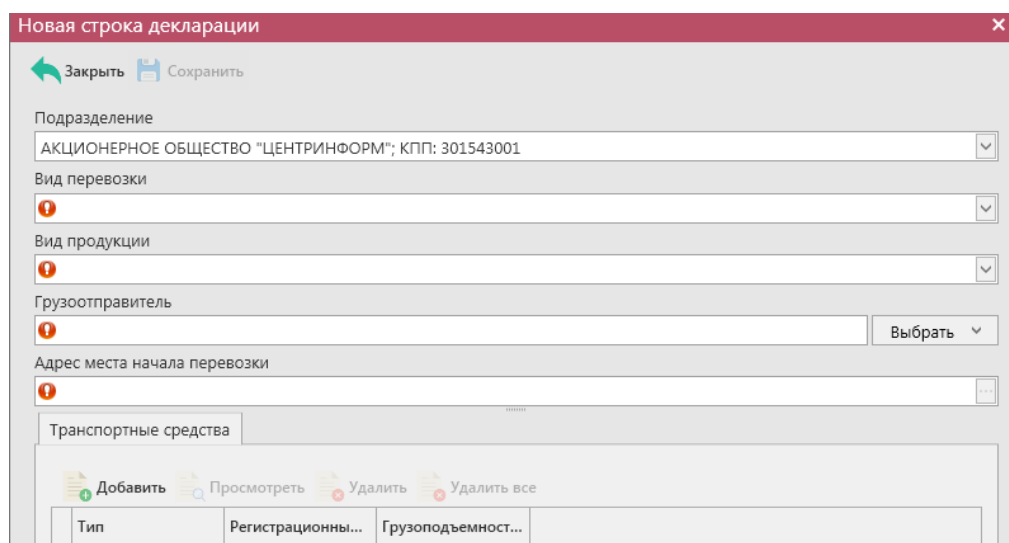 Новая строка декларации
Закрыть Сохранить
Подразделение
АКЦИОНЕРНОЕ ОБЩЕСТВО "ЦЕНТРИНФОРМ"; КПП: 301543001
Вид перевозки
Вид продукции
Грузоотправитель
Выбрать
Адрес места начала перевозки
Транспортные средства
Добавить Просмотреть Удалить Удалить все
Тип Регистрационны... Грузоподъемност...